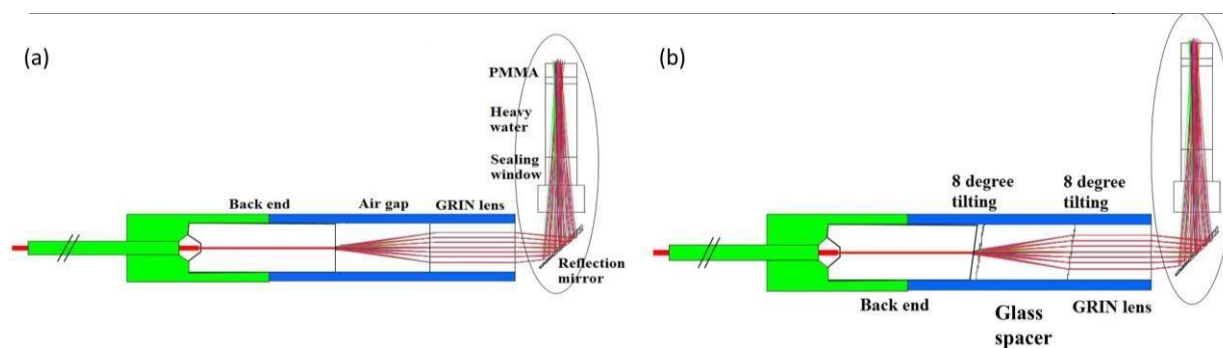 (a)
PMMA
Heavy
water
Sealing
window
Back end
Air gap
GRIN lens
Reflection
mirror
(b)
8 degree
tilting
8 degree
tilting
Back end
Glass
spacer
GRIN lens